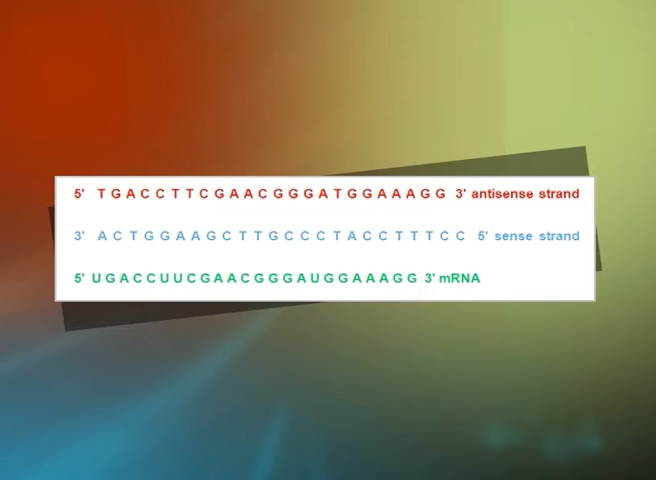 5' T G A C C T T C G A A C G G G A T G G A A A G G 3' antisense strand
3' A C T G G A A G C T T G C C C T A C C T T T C C 5' sense strand
5' U G A C C U U C G A A C G G G A U G G A A A G G 3' mRNA